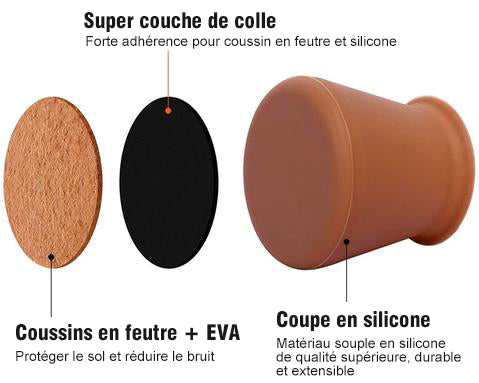 Super couche de colle
Forte adhérence pour coussin en feutre et silicone
Coussins en feutre + EVA
Protéger le sol et réduire le bruit
Coupe en silicone
Matériau souple en silicone
de qualité supérieure, durable
et extensible